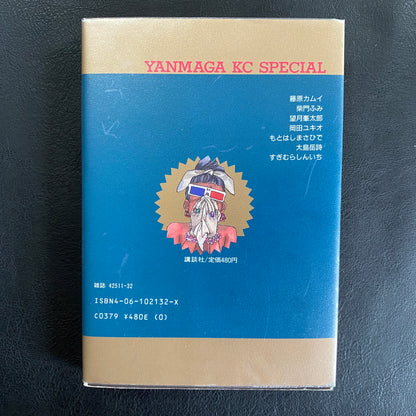 YANMAGA KC SPECIAL
藤原カムイ
柴門ふみ
望月峯太郎
岡田ユキオ
もとはしまさひで
大島岳詩
すぎむらしんいち
講談社/定価480円
雑誌 42511-32
ISBN4-06-102132-X
C0379 ¥480E (0)